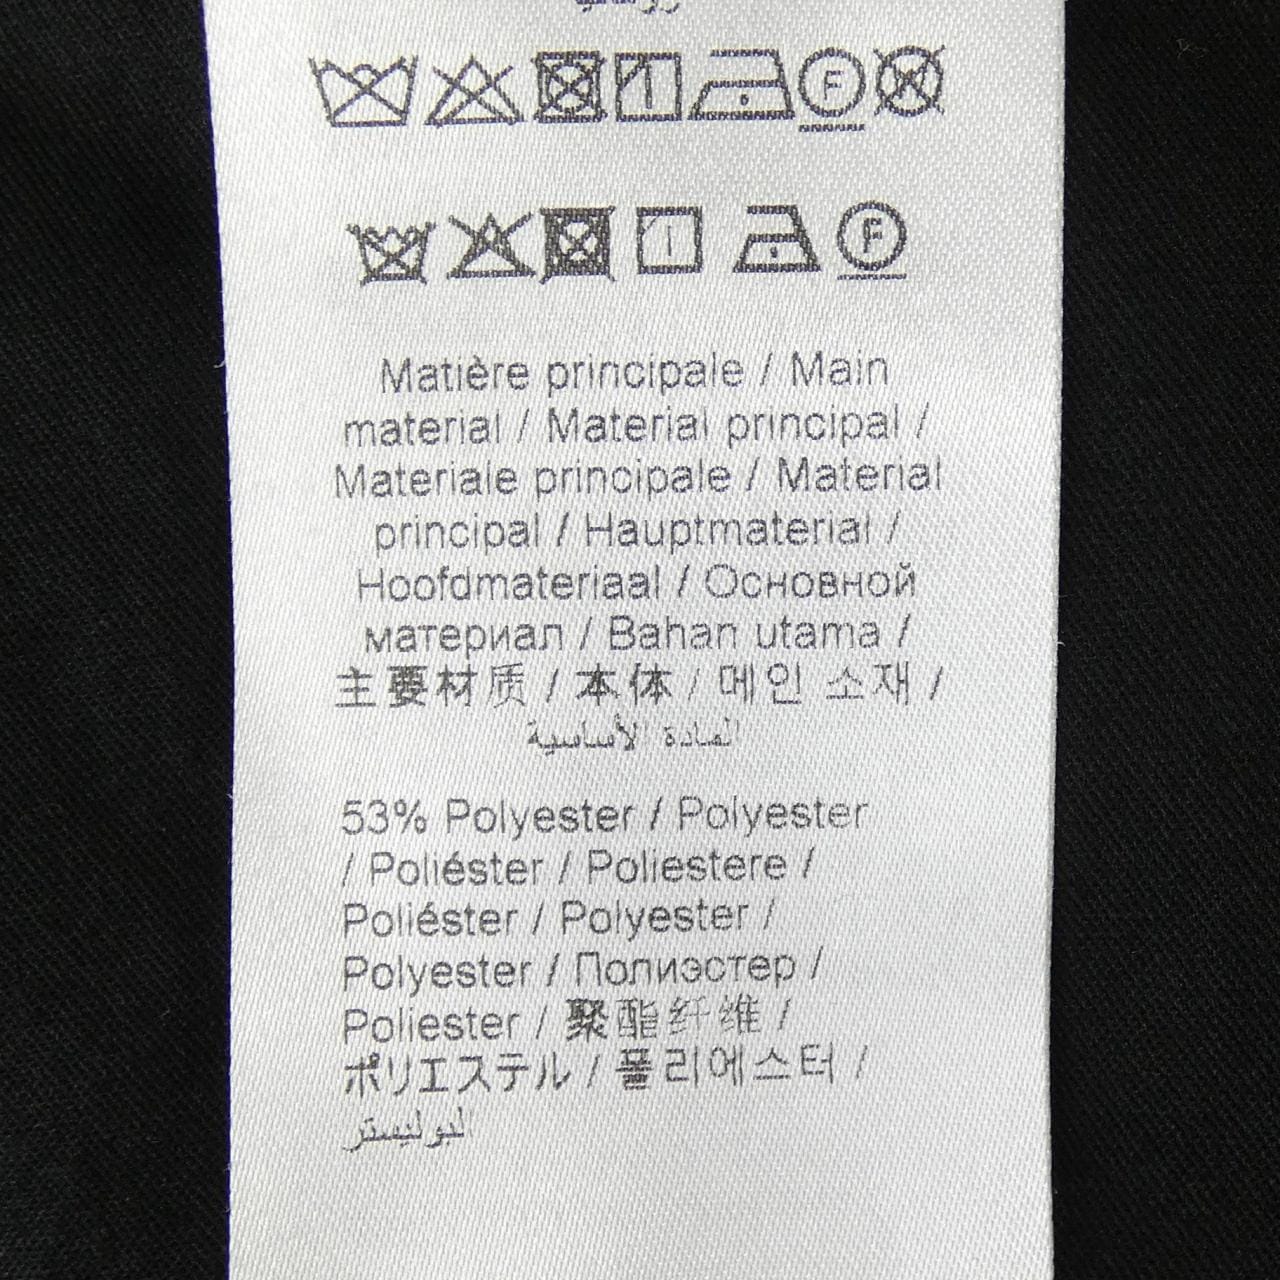 Matière principale / Main
material / Material principal /
Materiale principale / Material
principal / Hauptmaterial /
Hoofdmateriaal / Основной
материал / Bahan utama /
主要材质 / 本体 / 메인 소재 /
المادة الأساسية
53% Polyester / Polyester
/ Poliéster / Poliestere /
Poliéster / Polyester /
Polyester / Полиэстер /
Poliester / 聚酯纤维 /
ポリエステル / 폴리에스터 /
لبوليستر